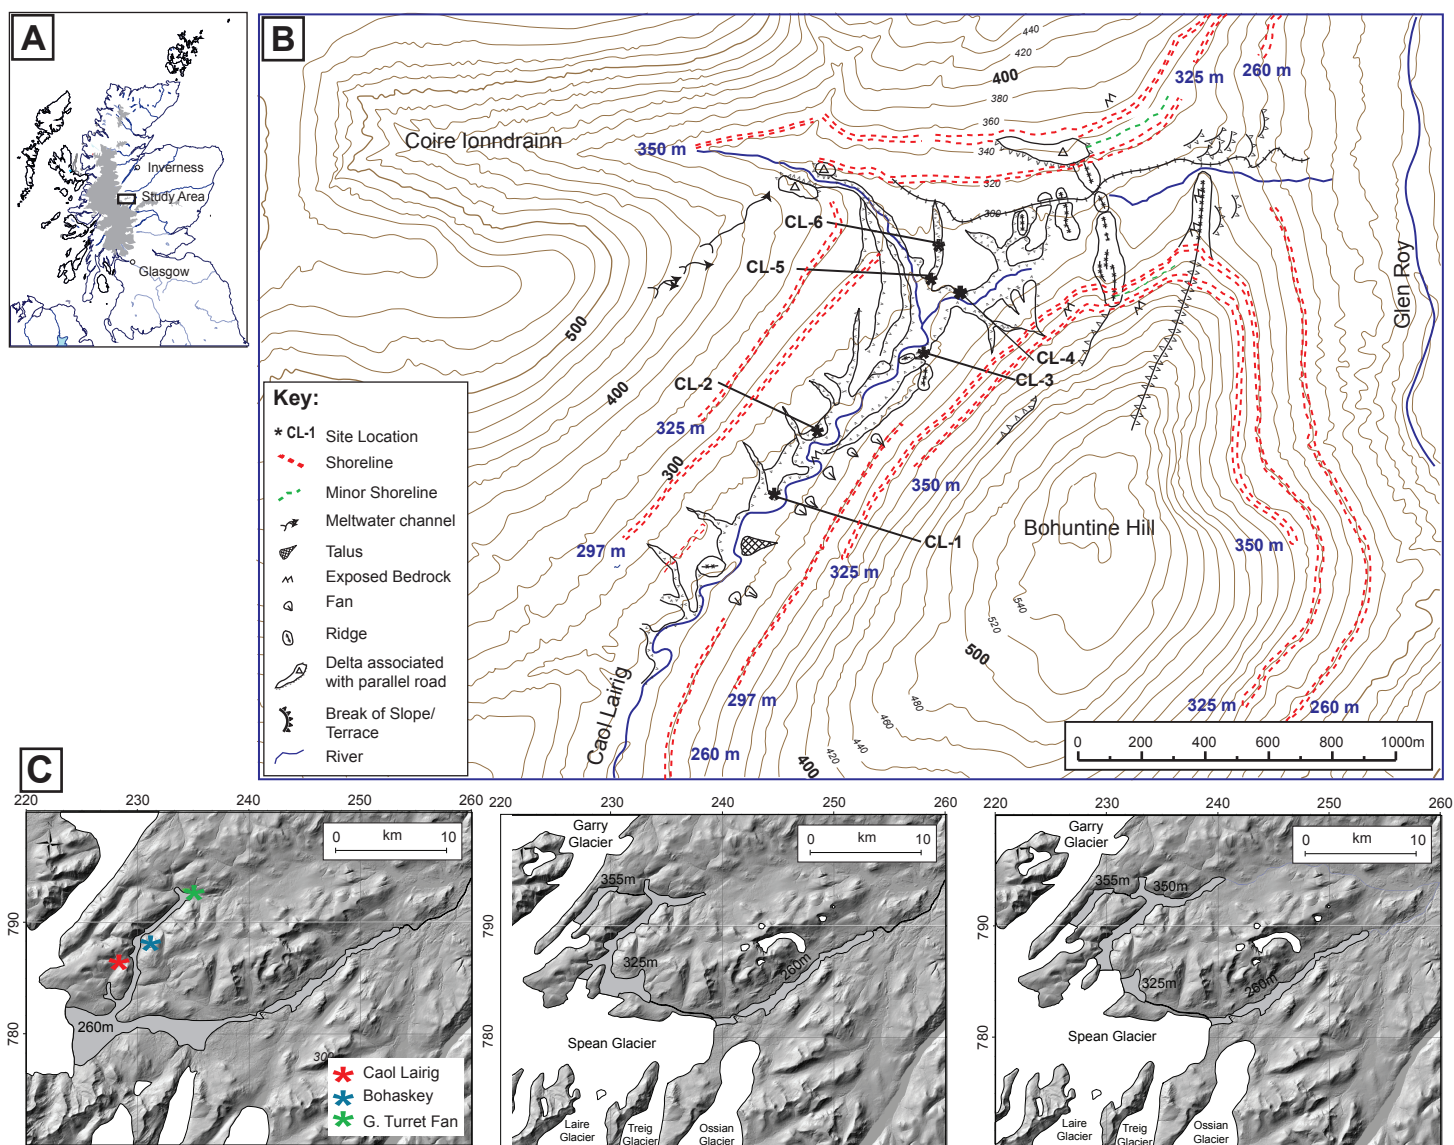 A
Inverness
Study Area
Glasgow
B
440
420
400
380
360
340
320
300
325 m
260 m
Coire Ionndrainn
350 m
CL-6
CL-5
CL-4
CL-3
CL-2
CL-1
500
400
300
325 m
297 m
350 m
325 m
297 m
260 m
Bohuntine Hill
Glen Roy
350 m
325 m
260 m
540
520
500
480
460
440
420
400
Caol Lairig
0 200 400 600 800 1000m
Key:
* CL-1 Site Location
Shoreline
Minor Shoreline
Meltwater channel
Talus
Exposed Bedrock
Fan
Ridge
Delta associated
with parallel road
Break of Slope/
Terrace
River
C
220 230 240 250 260
790
780
0 km 10
260m
300
Caol Lairig
Bohaskey
G. Turret Fan
220 230 240 250 260
790
780
Garry
Glacier
0 km 10
355m
325m
260m
Spean Glacier
Laire
Glacier
Treig
Glacier
Ossian
Glacier
220 230 240 250 260
790
780
Garry
Glacier
0 km 10
355m
350m
325m
260m
Spean Glacier
Laire
Glacier
Treig
Glacier
Ossian
Glacier